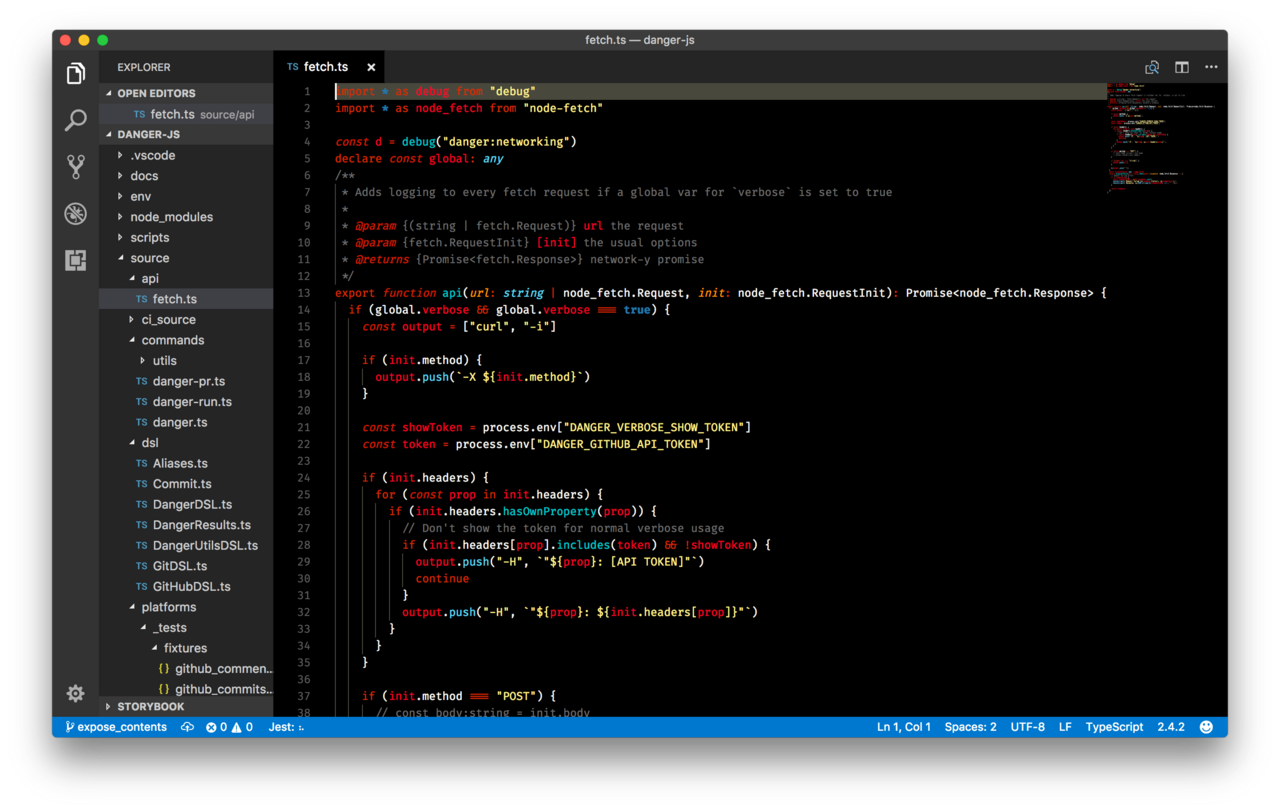 fetch.ts — danger-js
EXPLORER
OPEN EDITORS
TS fetch.ts source/api
DANGER-JS
.vscode
docs
env
node_modules
scripts
source
api
TS fetch.ts
ci_source
commands
utils
TS danger-pr.ts
TS danger-run.ts
TS danger.ts
dsl
TS Aliases.ts
TS Commit.ts
TS DangerDSL.ts
TS DangerResults.ts
TS DangerUtilsDSL.ts
TS GitDSL.ts
TS GitHubDSL.ts
platforms
_tests
fixtures
{} github_commen...
{} github_commits...
STORYBOOK
TS fetch.ts ×
1 import * as debug from "debug"
2 import * as node_fetch from "node-fetch"
3
4 const d = debug("danger:networking")
5 declare const global: any
6 /**
7  * Adds logging to every fetch request if a global var for `verbose` is set to true
8  *
9  * @param {(string | fetch.Request)} url the request
10  * @param {fetch.RequestInit} [init] the usual options
11  * @returns {Promise<fetch.Response>} network-y promise
12  */
13 export function api(url: string | node_fetch.Request, init: node_fetch.RequestInit): Promise<node_fetch.Response> {
14   if (global.verbose && global.verbose === true) {
15     const output = ["curl", "-i"]
16
17     if (init.method) {
18       output.push(`-X ${init.method}`)
19     }
20
21     const showToken = process.env["DANGER_VERBOSE_SHOW_TOKEN"]
22     const token = process.env["DANGER_GITHUB_API_TOKEN"]
23
24     if (init.headers) {
25       for (const prop in init.headers) {
26         if (init.headers.hasOwnProperty(prop)) {
27           // Don't show the token for normal verbose usage
28           if (init.headers[prop].includes(token) && !showToken) {
29             output.push("-H", `"${prop}: [API TOKEN]"`)
30             continue
31           }
32           output.push("-H", `"${prop}: ${init.headers[prop]}"`)
33         }
34       }
35     }
36
37     if (init.method === "POST") {
38       // const body:string = init.body
expose_contents 0 0 Jest: Ln 1, Col 1 Spaces: 2 UTF-8 LF TypeScript 2.4.2